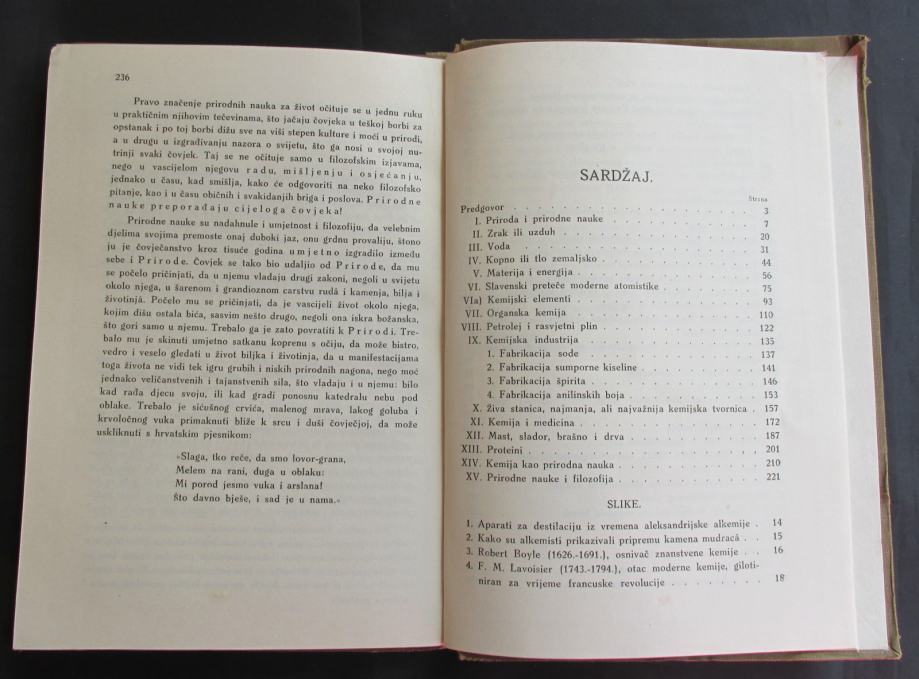 236
Pravo značenje prirodnih nauka za život očituje se u jednu ruku
u praktičnim njihovim tečevinama, što jačaju čovjeka u teškoj borbi za
opstanak i po toj borbi dižu sve na viši stepen kulture i moći u prirodi,
a u drugu u izgrađivanju nazora o svijetu, što ga nosi u svojoj nu-
trinji svaki čovjek. Taj se ne očituje samo u filozofskim izjavama,
nego u vascijelom njegovu radu, mišljenju i osjećanju,
jednako u času, kad smišlja, kako će odgovoriti na neko filozofsko
pitanje, kao i u času običnih i svakidanjih briga i poslova. Prirodne
nauke preporađaju cijeloga čovjeka!
Prirodne nauke su nadahnule i umjetnost i filozofiju, da velebnim
djelima svojima premoste onaj duboki jaz, onu grdnu provaliju, štono
ju je čovječanstvo kroz tisuće godina umjetno izgradilo između
sebe i Prirode. Čovjek se tako bio udaljio od Prirode, da mu
se počelo pričinjati, da u njemu vladaju drugi zakoni, negoli u svijetu
okolo njega, u šarenom i grandioznom carstvu rudâ i kamenja, bilja i
životinjâ. Počelo mu se pričinjati, da je vascijeli život okolo njega,
kojim dišu ostala bića, sasvim nešto drugo, negoli ona iskra božanska,
što gori samo u njemu. Trebalo ga je zato povratiti k Prirodi. Tre-
balo mu je skinuti umjetno satkanu koprenu s očiju, da može bistro,
vedro i veselo gledati u život biljka i životinja, da u manifestacijama
toga života ne vidi tek igru grubih i niskih prirodnih nagona, nego moć
jednako veličanstvenih i tajanstvenih sila, što vladaju i u njemu: bilo
kad rađa djecu svoju, ili kad gradi ponosnu katedralu nebu pod
oblake. Trebalo je sićušnog crvića, malenog mrava, lakog goluba i
krvoločnog vuka primaknuti bliže k srcu i duši čovječjoj, da može
uskliknuti s hrvatskim pjesnikom:
»Slaga, tko reče, da smo lovor-grana,
Melem na rani, duga u oblaku:
Mi porod jesmo vuka i arslana!
Što davno bješe, i sad je u nama.«
SARDŽAJ.
Strana
Predgovor . . . . . . . . . . . . . . . . 3
I. Priroda i prirodne nauke . . . . . . . . . . 7
II. Zrak ili uzduh . . . . . . . . . . . . . 20
III. Voda . . . . . . . . . . . . . . . . 31
IV. Kopno ili tlo zemaljsko . . . . . . . . . . 44
V. Materija i energija . . . . . . . . . . . . 56
VI. Slavenski preteče moderne atomistike . . . . . . 75
VIa) Kemijski elementi . . . . . . . . . . . . 93
VII. Organska kemija . . . . . . . . . . . . 110
VIII. Petrolej i rasvjetni plin . . . . . . . . . . 122
IX. Kemijska industrija . . . . . . . . . . . 135
1. Fabrikacija sode . . . . . . . . . . . 137
2. Fabrikacija sumporne kiseline . . . . . . . 141
3. Fabrikacija špirita . . . . . . . . . . 146
4. Fabrikacija anilinskih boja . . . . . . . . 153
X. Živa stanica, najmanja, ali najvažnija kemijska tvornica . 157
XI. Kemija i medicina . . . . . . . . . . . 172
XII. Mast, slador, brašno i drva . . . . . . . . . 187
XIII. Proteini . . . . . . . . . . . . . . . 201
XIV. Kemija kao prirodna nauka . . . . . . . . . 210
XV. Prirodne nauke i filozofija . . . . . . . . . 221
SLIKE.
1. Aparati za destilaciju iz vremena aleksandrijske alkemije . 14
2. Kako su alkemisti prikazivali pripremu kamena mudracâ . . 15
3. Robert Boyle (1626.-1691.), osnivač znanstvene kemije . . 16
4. F. M. Lavoisier (1743.-1794.), otac moderne kemije, giloti-
niran za vrijeme francuske revolucije . . . . . . . 18